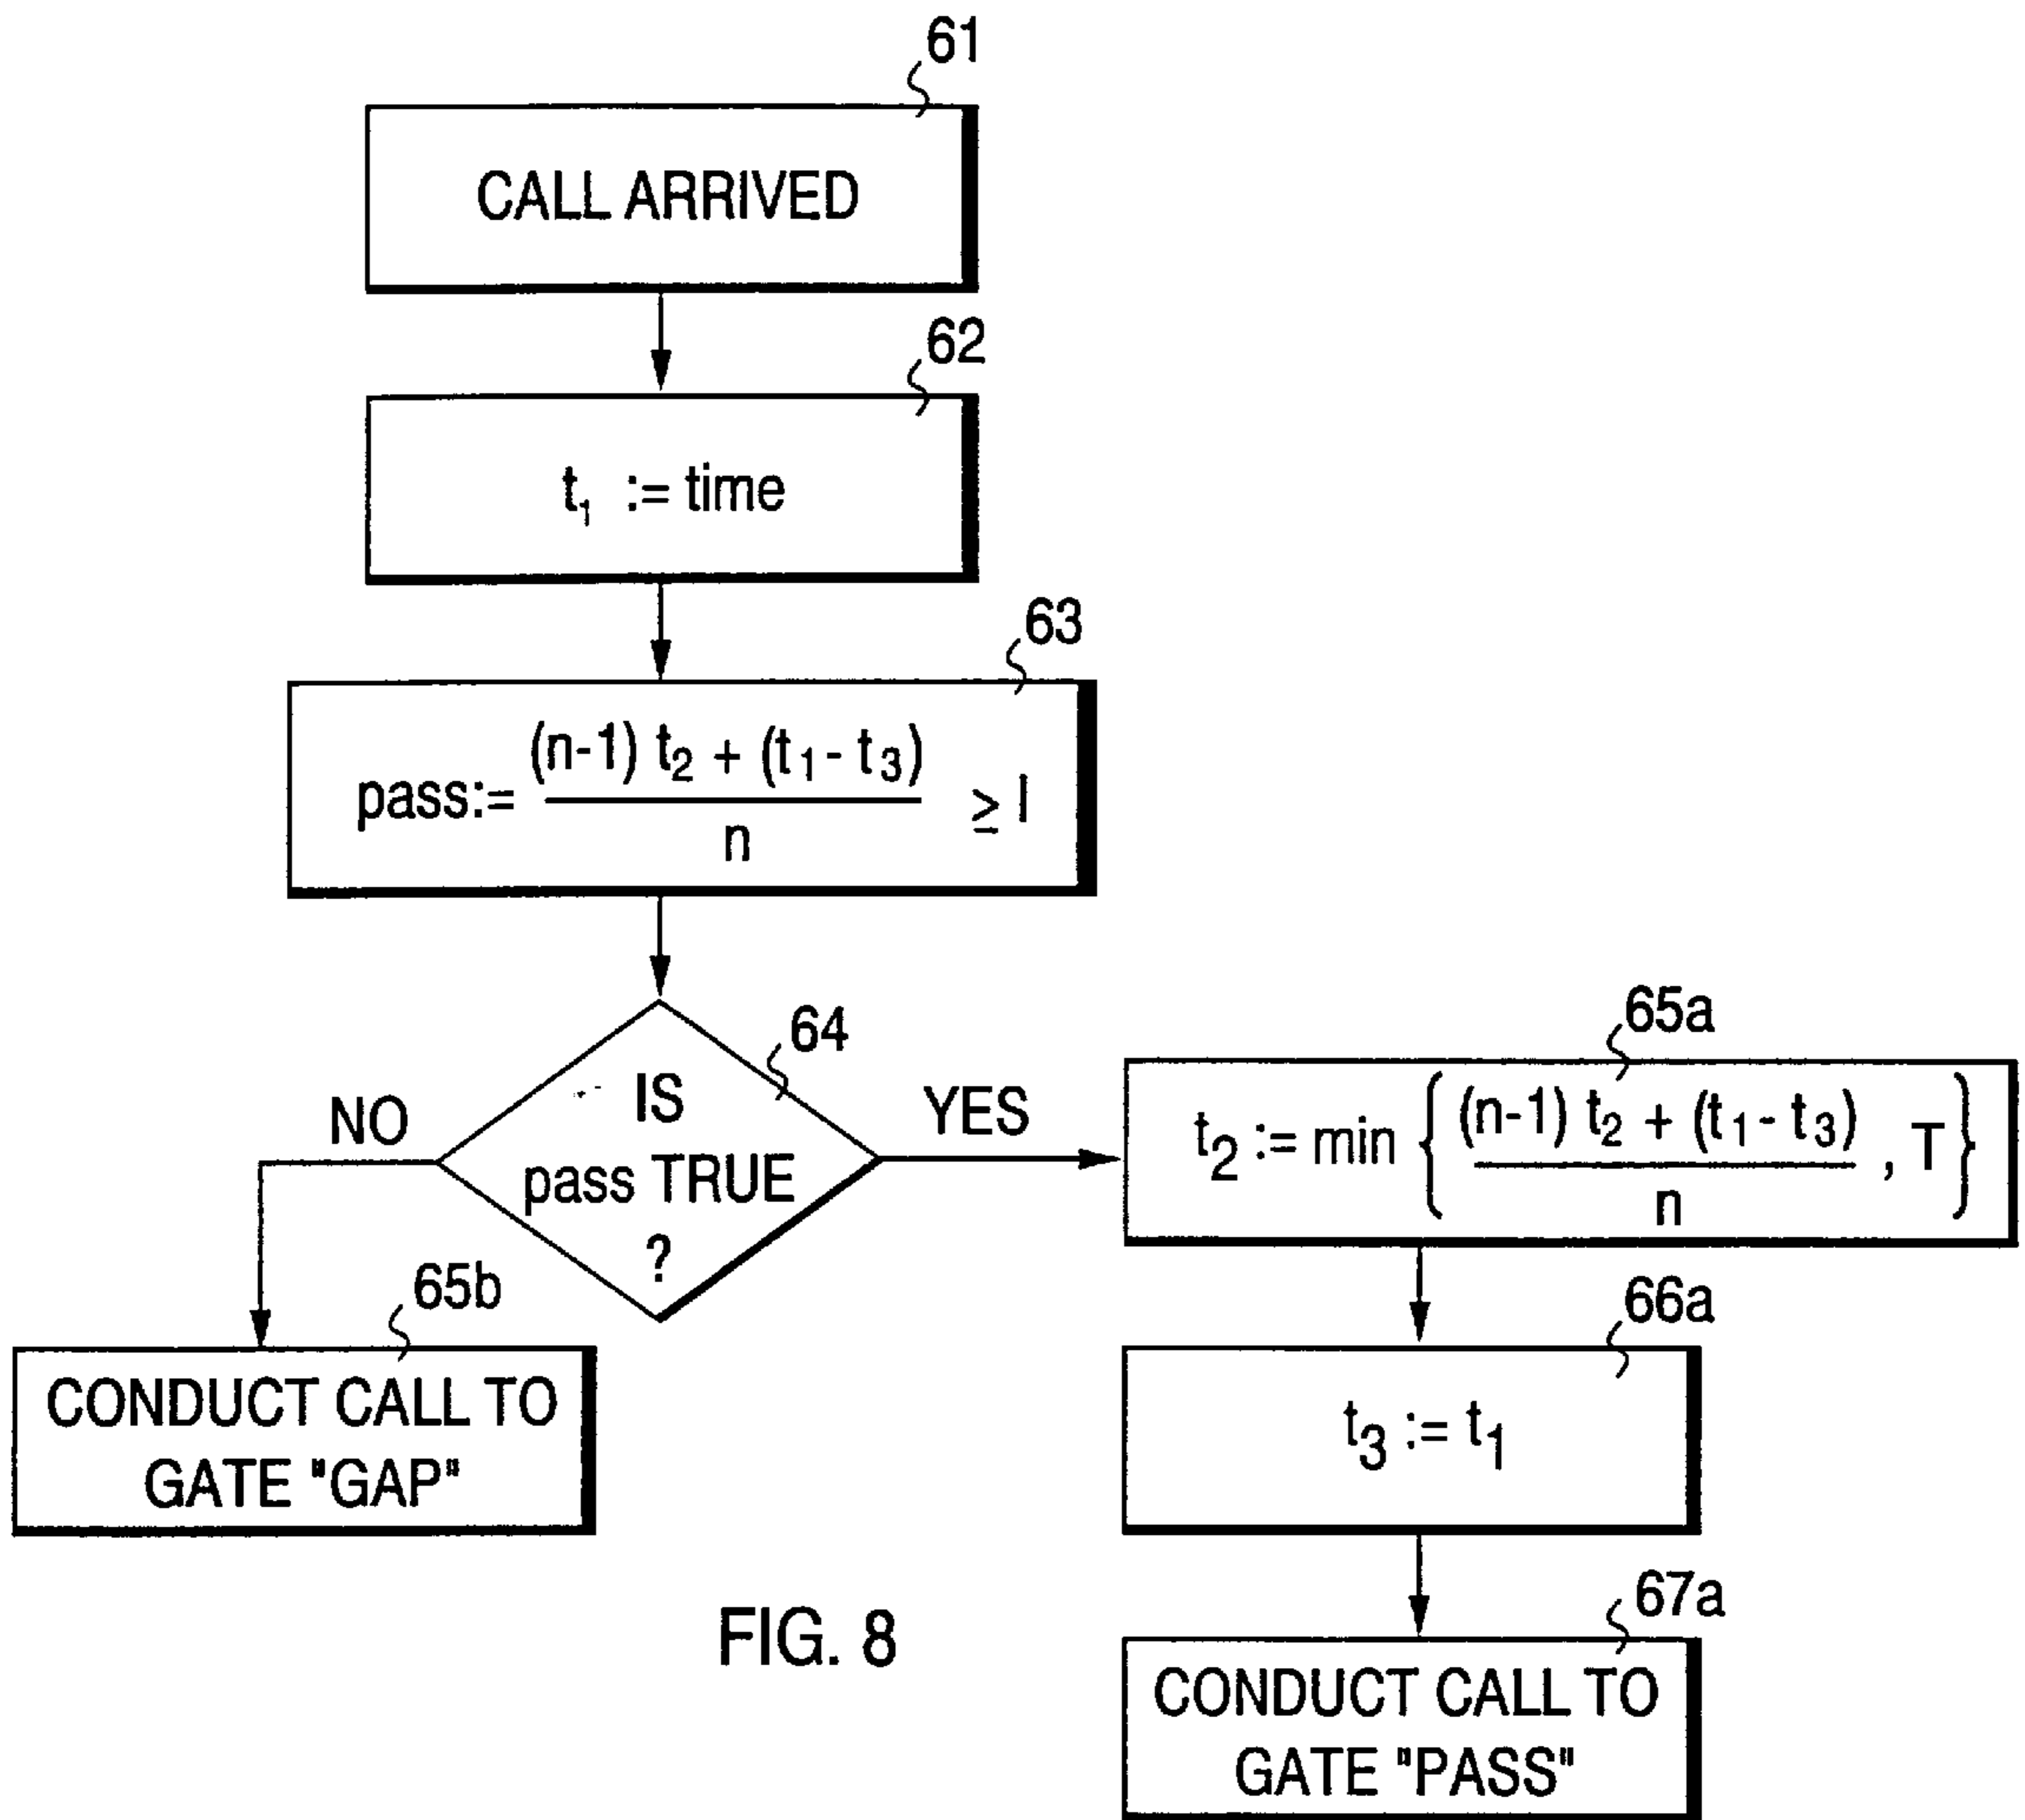 61
CALL ARRIVED
62
t₁ := time
63
pass:= (n-1) t₂ + (t₁ - t₃) / n ≥ I
64
IS
pass TRUE
?
NO
YES
65a
t₂ := min { (n-1) t₂ + (t₁ - t₃) / n , T }
65b
CONDUCT CALL TO
GATE "GAP"
66a
t₃ := t₁
67a
CONDUCT CALL TO
GATE "PASS"
FIG. 8